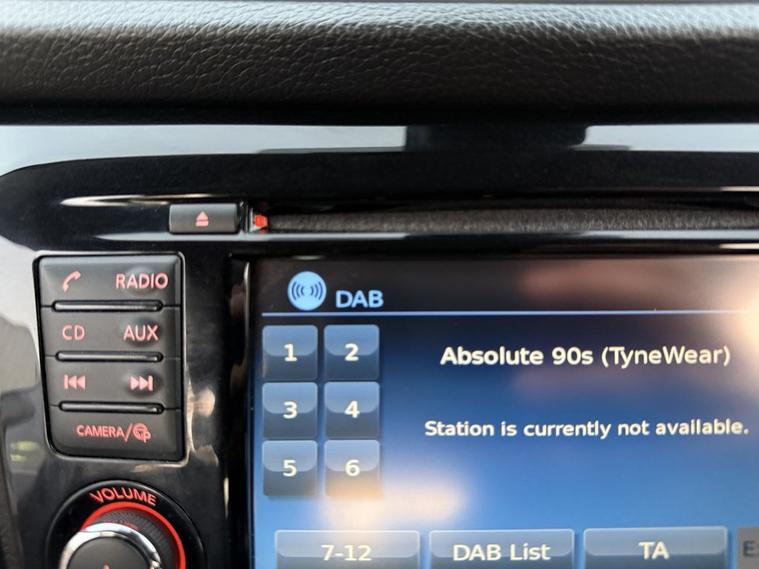 DAB
RADIO
CD AUX
CAMERA/
VOLUME
1 2
3 4
5 6
Absolute 90s (TyneWear)
Station is currently not available.
7-12 DAB List TA